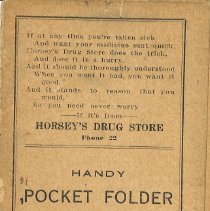 If at any time you're taken sick
And want your medicine sent quick,
Horsey's Drug Store does the trick,
And does it in a hurry.
And it should be thoroughly understood
When you want it bad, you want it
good.
And it stands to reason that you
would,
So you need never worry
—If it's from—
HORSEY'S DRUG STORE
Phone 22
HANDY
POCKET FOLDER